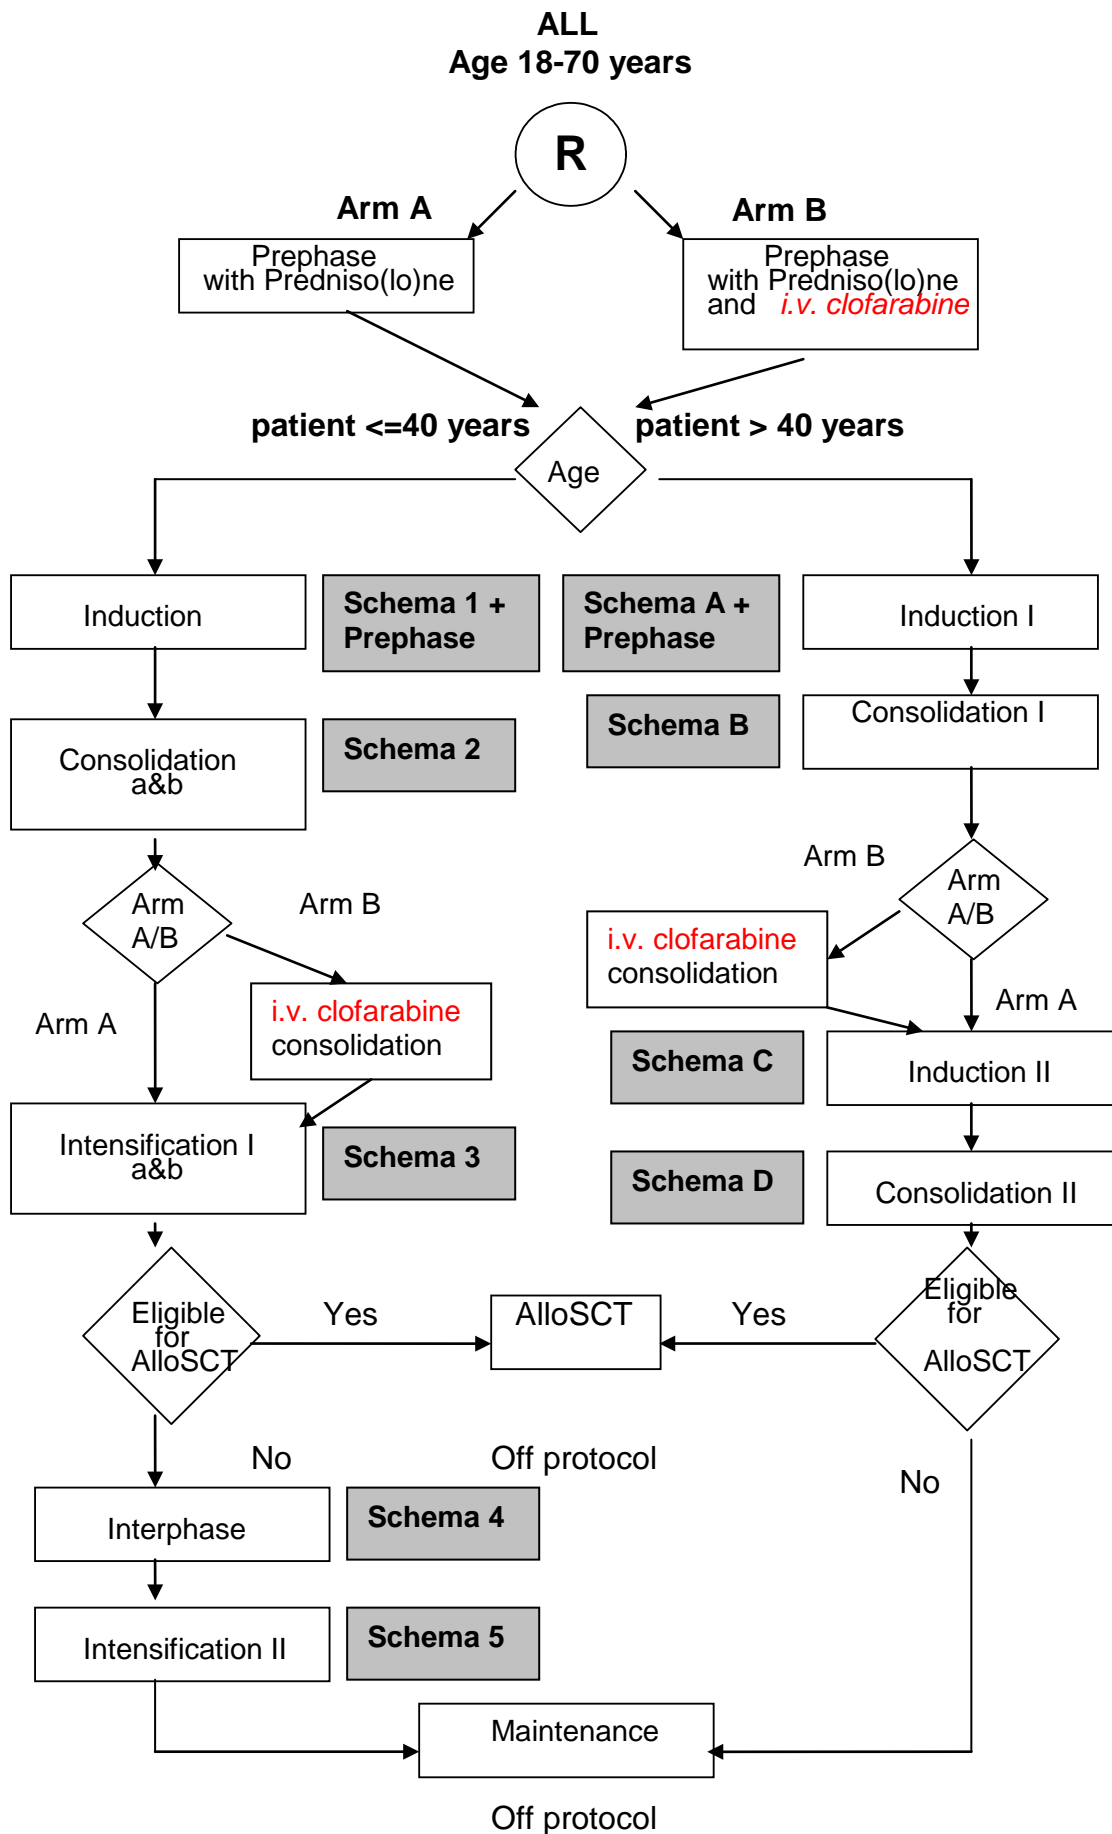 ALL
Age 18-70 years
R
Arm A
Arm B
Prephase
with Predniso(lo)ne
Prephase
with Predniso(lo)ne
and i.v. clofarabine
patient <=40 years
patient > 40 years
Age
Induction
Schema 1 +
Prephase
Schema A +
Prephase
Induction I
Consolidation
a&b
Schema 2
Schema B
Consolidation I
Arm
A/B
Arm B
Arm B
Arm
A/B
i.v. clofarabine
consolidation
Arm A
i.v. clofarabine
consolidation
Arm A
Schema C
Induction II
Intensification I
a&b
Schema 3
Schema D
Consolidation II
Eligible
for
AlloSCT
Yes
AlloSCT
Yes
Eligible
for
AlloSCT
No
Off protocol
No
Interphase
Schema 4
Intensification II
Schema 5
Maintenance
Off protocol